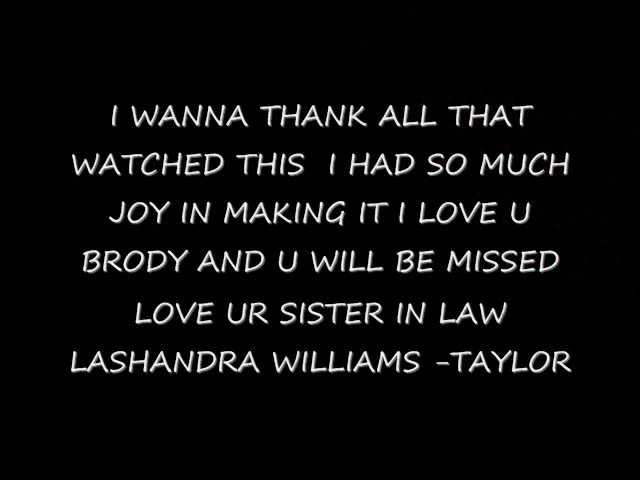 I WANNA THANK ALL THAT
WATCHED THIS  I HAD SO MUCH
JOY IN MAKING IT I LOVE U
BRODY AND U WILL BE MISSED
LOVE UR SISTER IN LAW
LASHANDRA WILLIAMS -TAYLOR